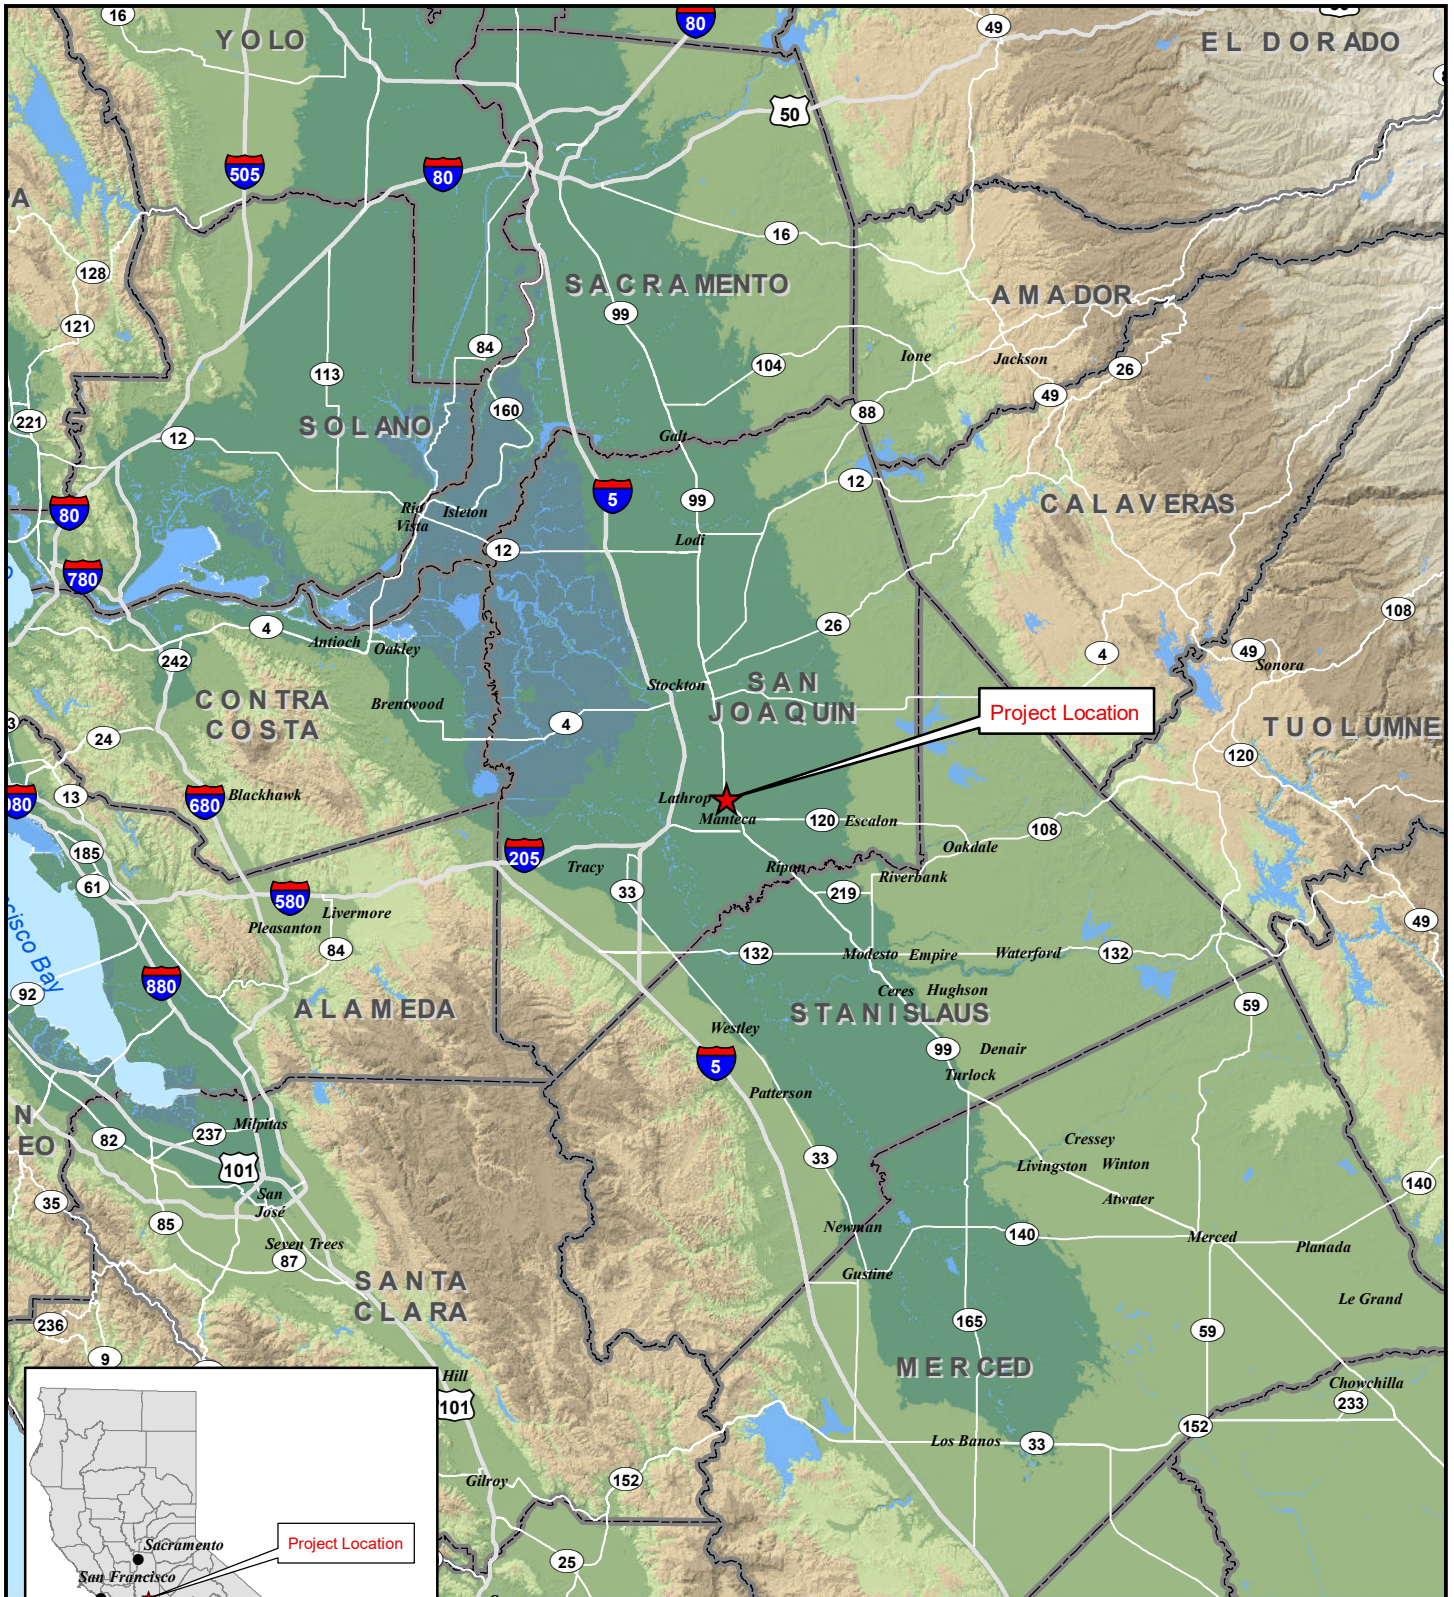 16
80
49
YOLO
EL DORADO
50
505
80
PA
16
128
SACRAMENTO
AMADOR
99
121
84
Ione
Jackson
104
26
113
49
160
88
221
SOLANO
12
Galt
12
5
99
CALAVERAS
80
Rio
Vista
Isleton
Lodi
12
780
108
4
26
Antioch
Oakley
242
4
49
Sonora
Stockton
SAN
JOAQUIN
CONTRA
COSTA
Brentwood
4
Project Location
TUOLUMNE
24
120
13
680
Blackhawk
Lathrop
Manteca
120
Escalon
108
185
205
Oakdale
Tracy
Ripon
Riverbank
61
580
33
219
Livermore
Pleasanton
49
84
132
Modesto
Empire
Waterford
132
cisco Bay
880
92
Ceres
Hughson
59
ALAMEDA
STANISLAUS
Westley
99
Denair
5
Turlock
Patterson
N
EO
82
237
Milpitas
Cressey
101
33
Livingston
Winton
140
35
San
José
Atwater
85
Newman
140
Merced
Planada
Seven Trees
87
Gustine
SANTA
CLARA
Le Grand
236
165
59
9
MERCED
Hill
Chowchilla
101
233
152
Los Banos
33
Gilroy
152
25
Sacramento
Project Location
San Francisco